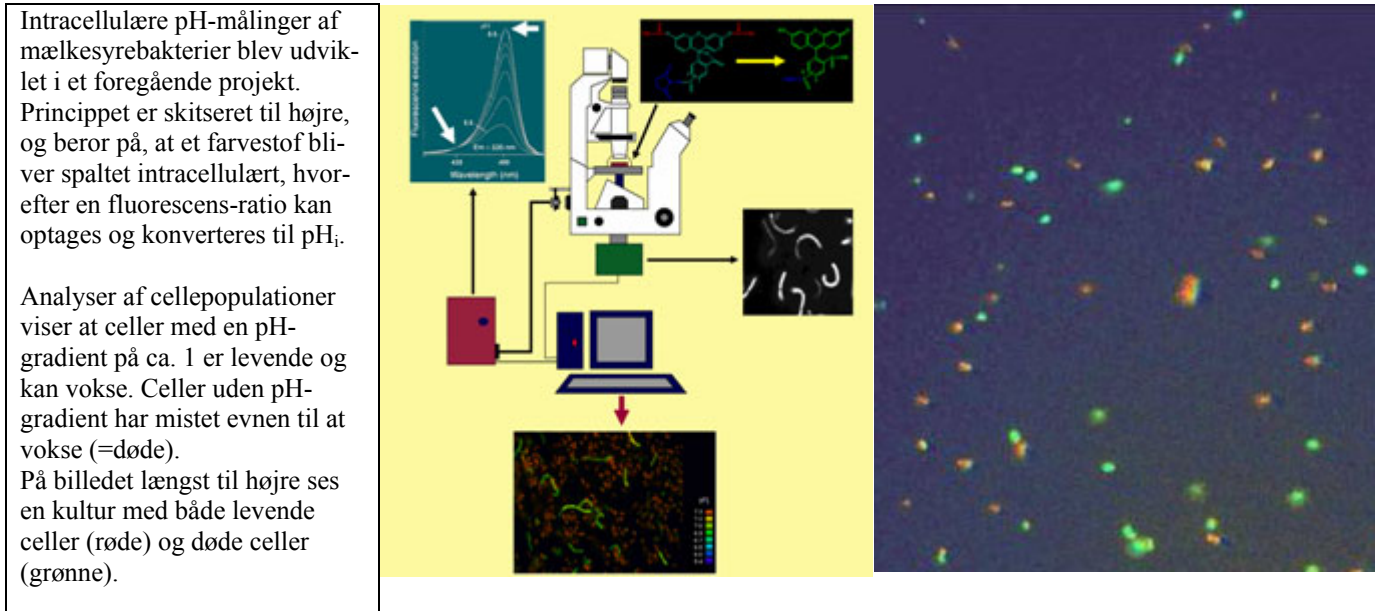 Intracellulære pH-målinger af
mælkesyrebakterier blev udvik-
let i et foregående projekt.
Princippet er skitseret til højre,
og beror på, at et farvestof bli-
ver spaltet intracellulært, hvor-
efter en fluorescens-ratio kan
optages og konverteres til pHi.
Analyser af cellepopulationer
viser at celler med en pH-
gradient på ca. 1 er levende og
kan vokse. Celler uden pH-
gradient har mistet evnen til at
vokse (=døde).
På billedet længst til højre ses
en kultur med både levende
celler (røde) og døde celler
(grønne).
Fluorescence excitation
Wavelength (nm)